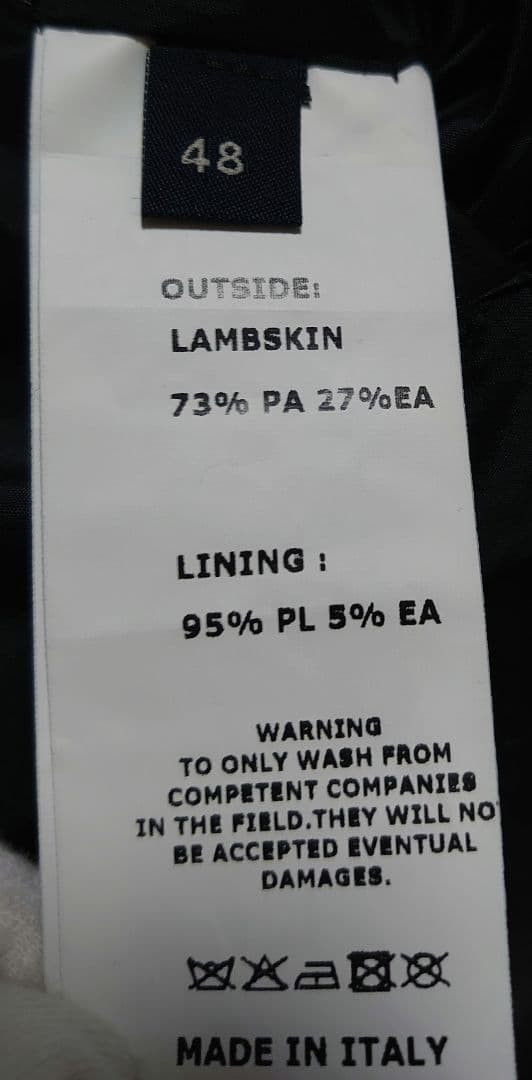 48
OUTSIDE:
LAMBSKIN
73% PA 27%EA
LINING :
95% PL 5% EA
WARNING
TO ONLY WASH FROM
COMPETENT COMPANIES
IN THE FIELD.THEY WILL NO
BE ACCEPTED EVENTUAL
DAMAGES.
MADE IN ITALY